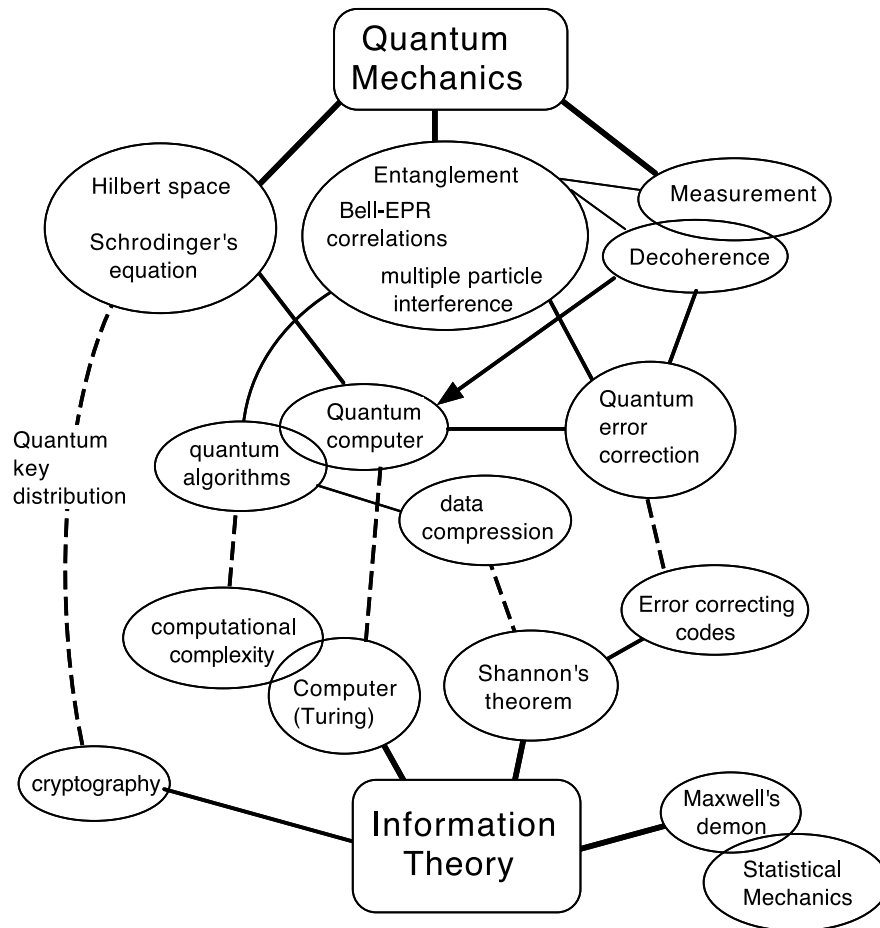 Quantum
Mechanics
Hilbert space
Schrodinger's
equation
Entanglement
Bell-EPR
correlations
multiple particle
interference
Measurement
Decoherence
Quantum
computer
Quantum
error
correction
quantum
algorithms
Quantum
key
distribution
data
compression
computational
complexity
Error correcting
codes
Computer
(Turing)
Shannon's
theorem
cryptography
Information
Theory
Maxwell's
demon
Statistical
Mechanics